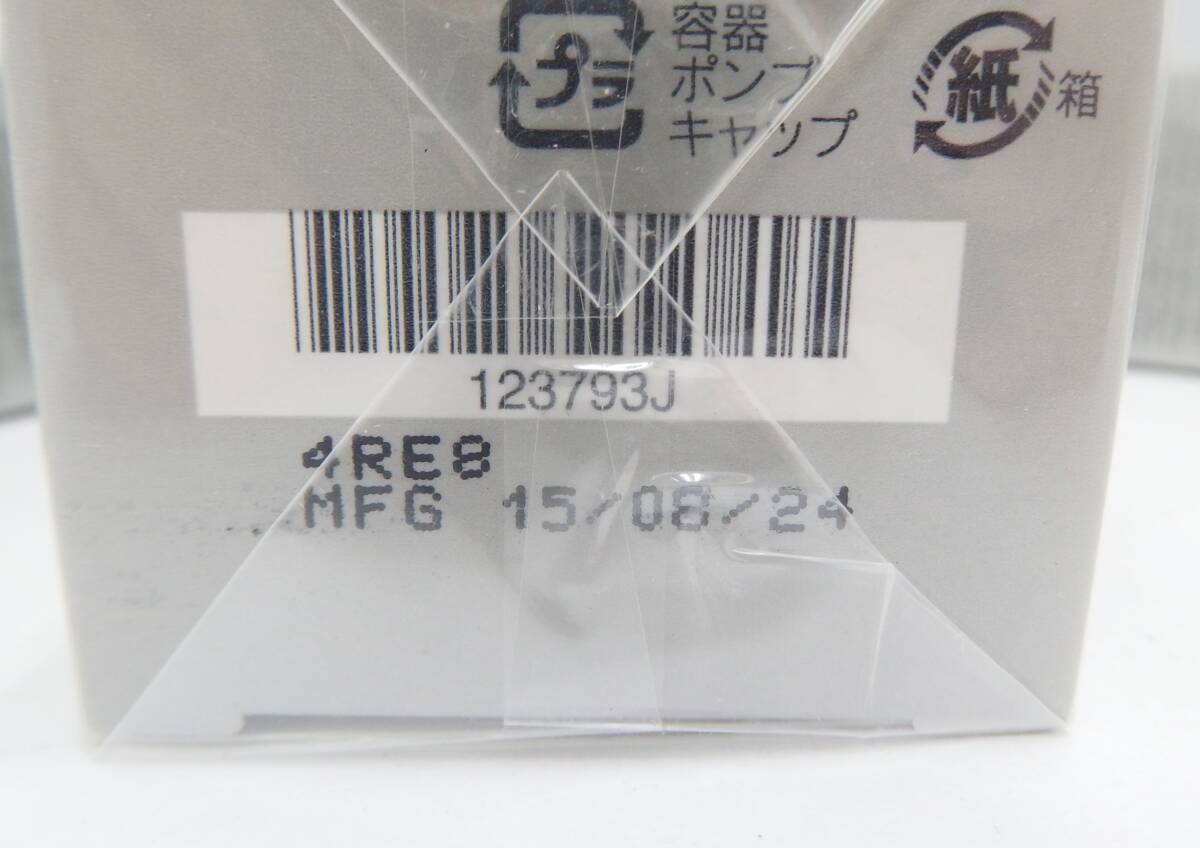 プラ
容器
ポンプ
キャップ
紙
箱
123793J
4RE8
MFG 15/08/24